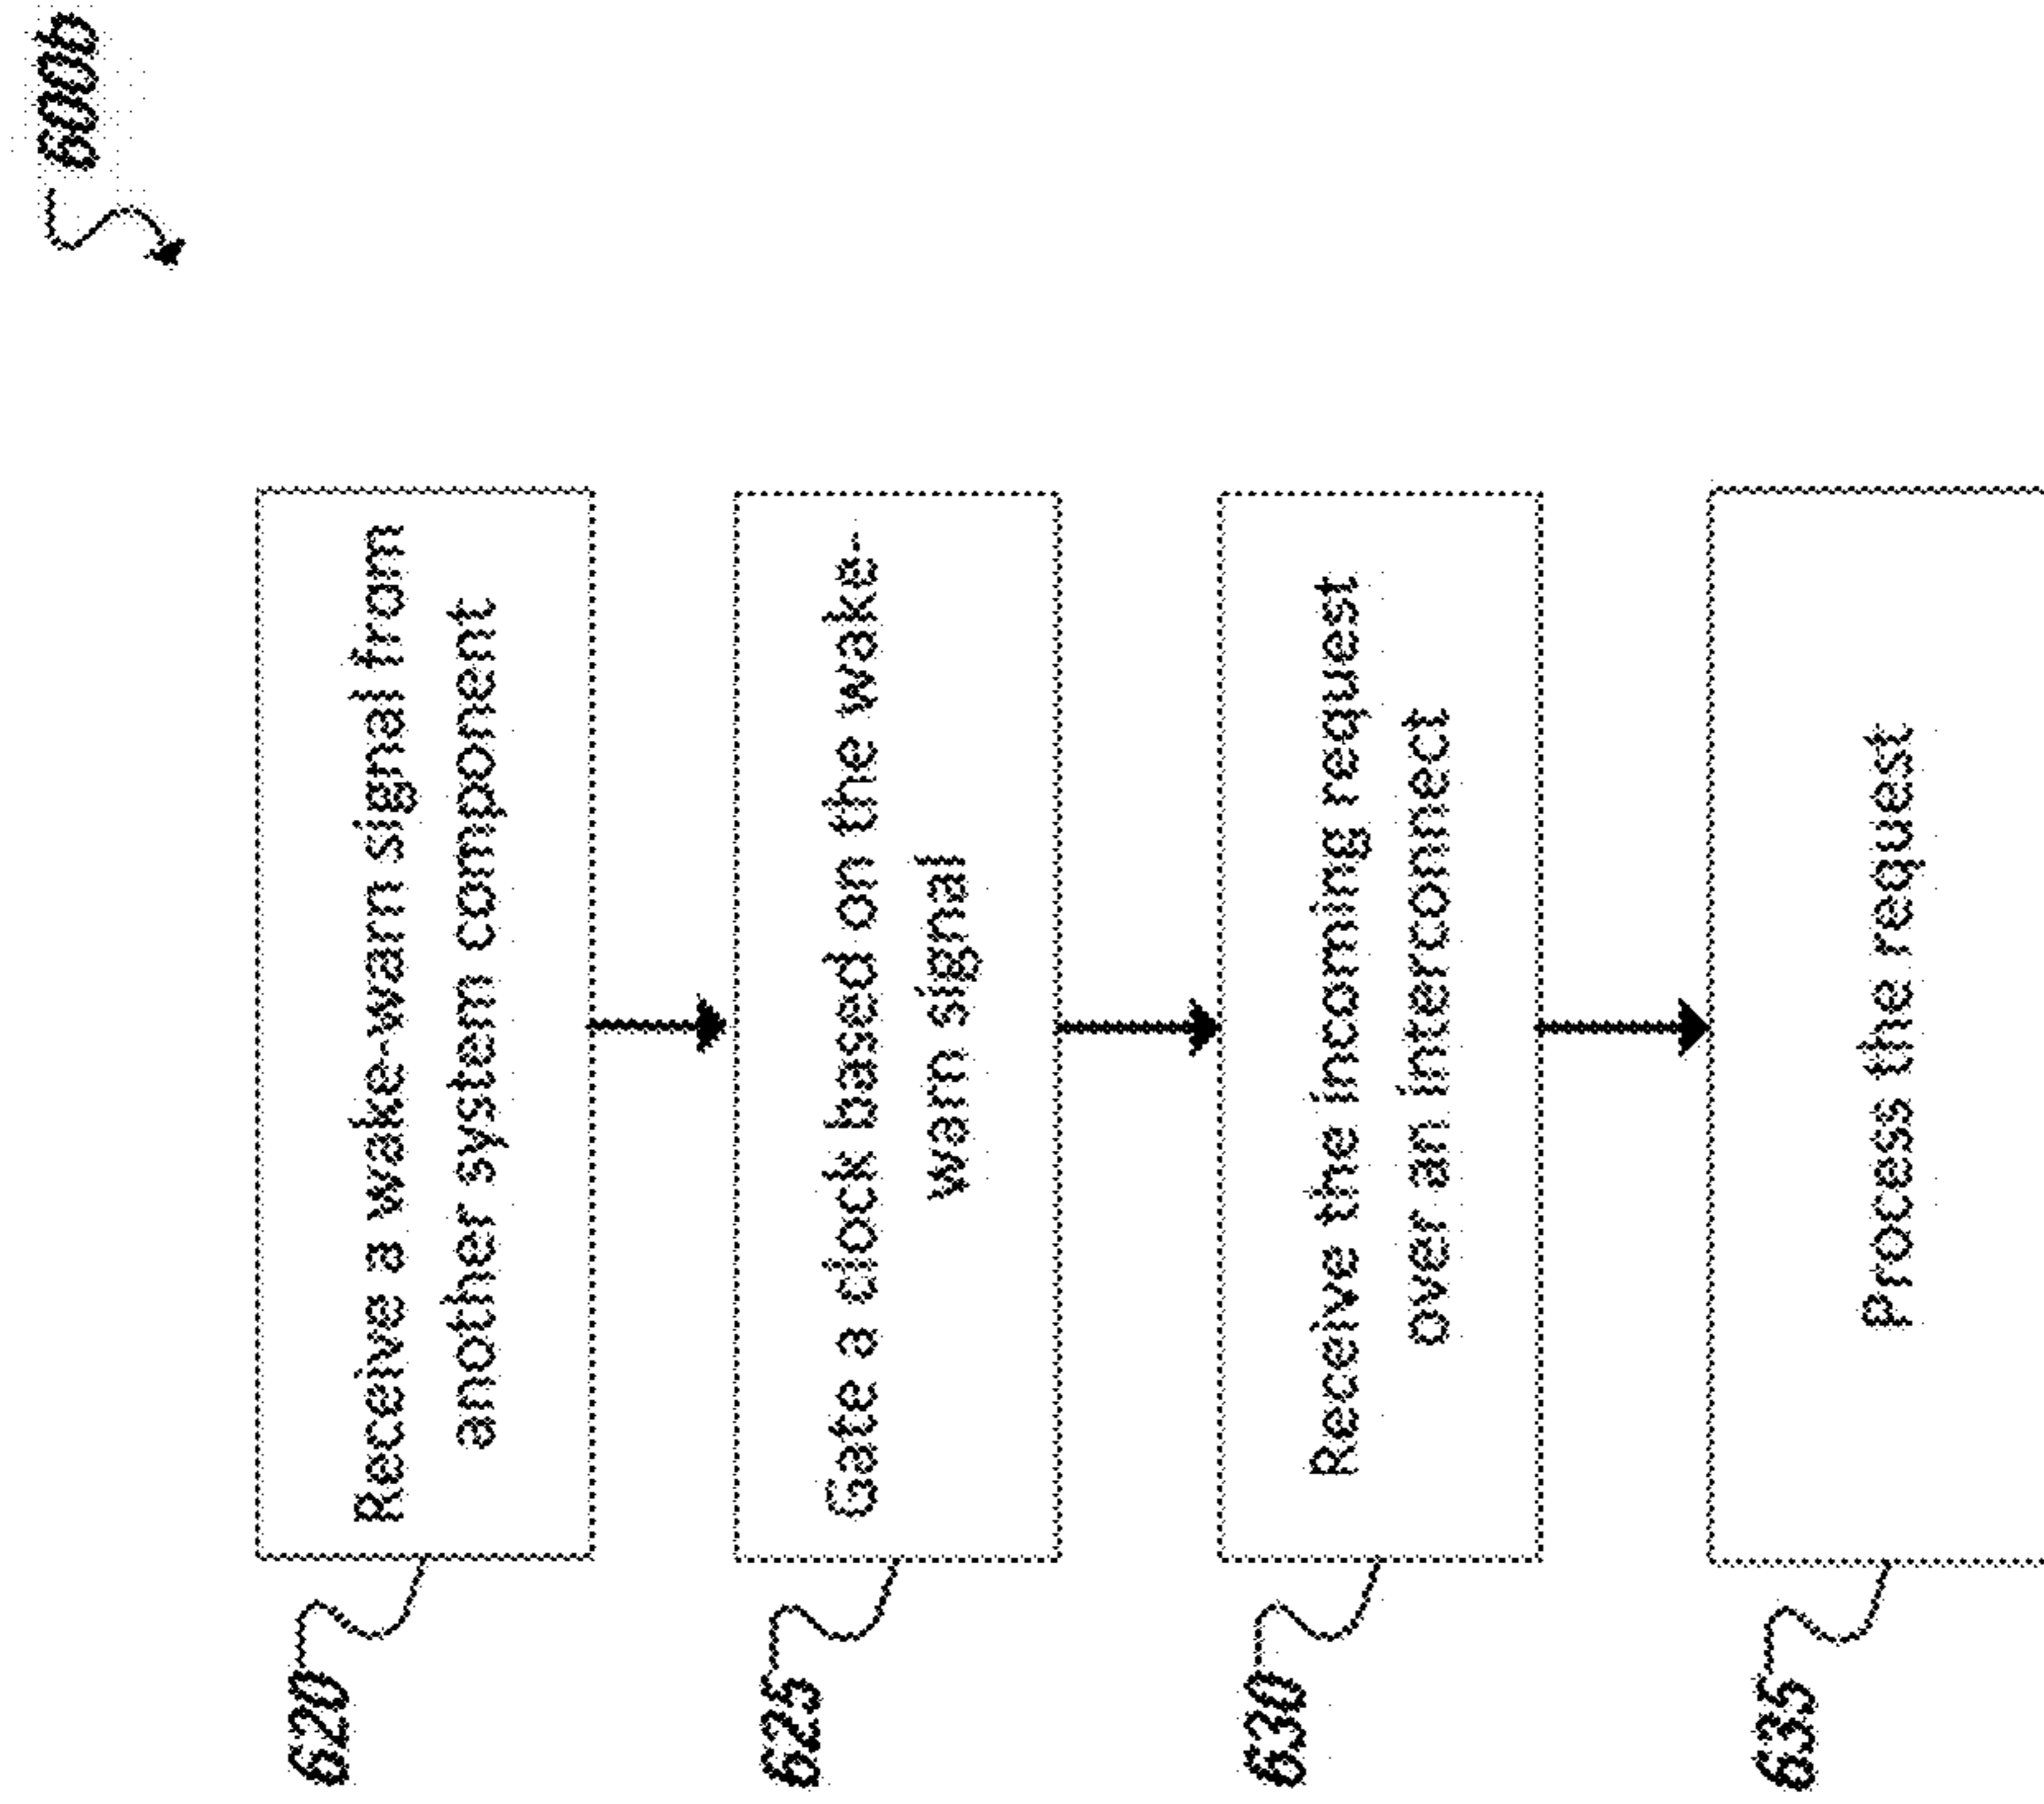 600b
620
Receive a wake-warn signal from
another system component
625
Gate a clock based on the wake-
warn signal
630
Receive the incoming request
over an interconnect
635
Process the request